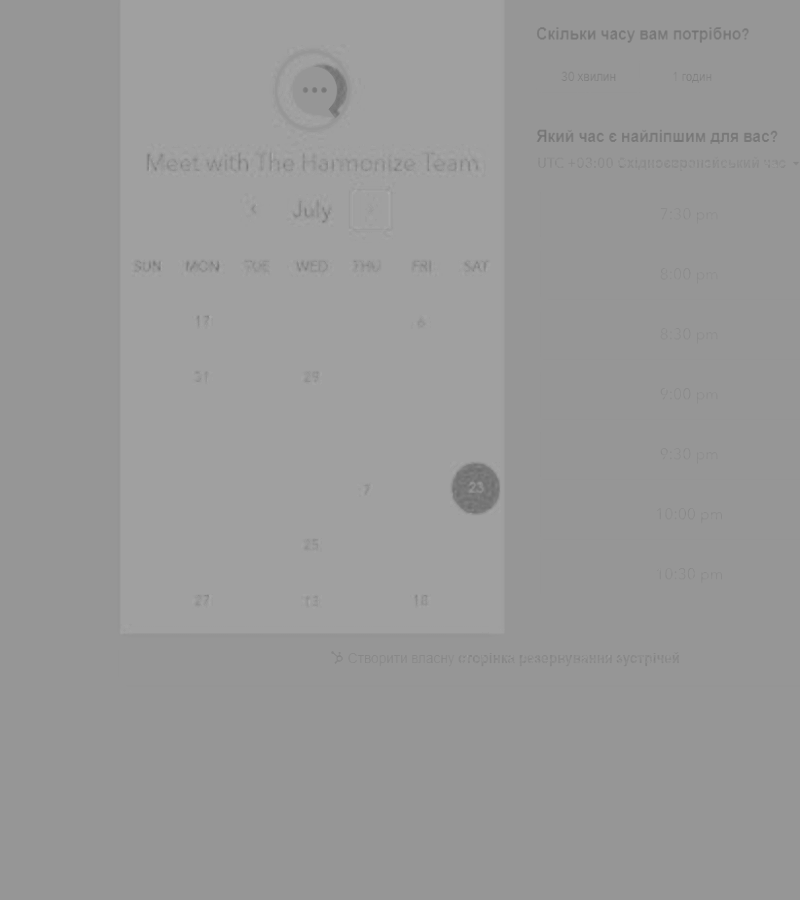 Meet with The Harmonize Team
July
SUN MON TUE WED THU FRI SAT
17 6
31 29
7 23
25
27 13 18
Скільки часу вам потрібно?
30 хвилин 1 годин
Який час є найліпшим для вас?
UTC +03:00 Східноєвропейський час
7:30 pm
8:00 pm
8:30 pm
9:00 pm
9:30 pm
10:00 pm
10:30 pm
Створити власну сторінка резервування зустрічей